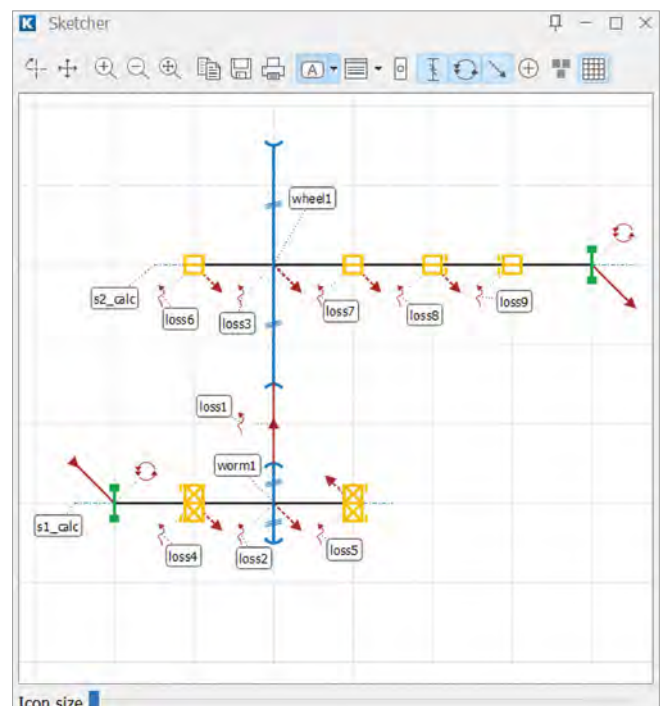 K Sketcher
A
wheel1
s2_calc
loss6
loss3
loss7
loss8
loss9
loss1
worm1
s1_calc
loss4
loss2
loss5
Icon size